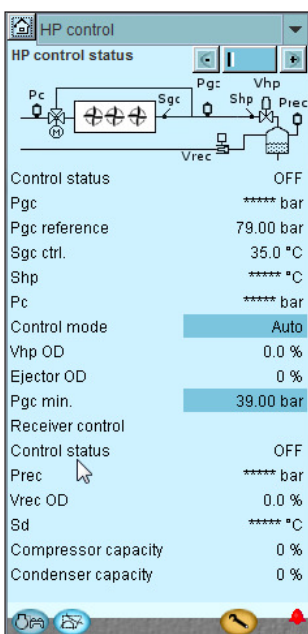 HP control
HP control status
Pc
Sgc
Pgc
Shp
Vhp
Prec
M
Vrec
Control status OFF
Pgc ***** bar
Pgc reference 79.00 bar
Sgc ctrl. 35.0 °C
Shp ***** °C
Pc ***** bar
Control mode Auto
Vhp OD 0.0 %
Ejector OD 0 %
Pgc min. 39.00 bar
Receiver control
Control status OFF
Prec ***** bar
Vrec OD 0.0 %
Sd ***** °C
Compressor capacity 0 %
Condenser capacity 0 %